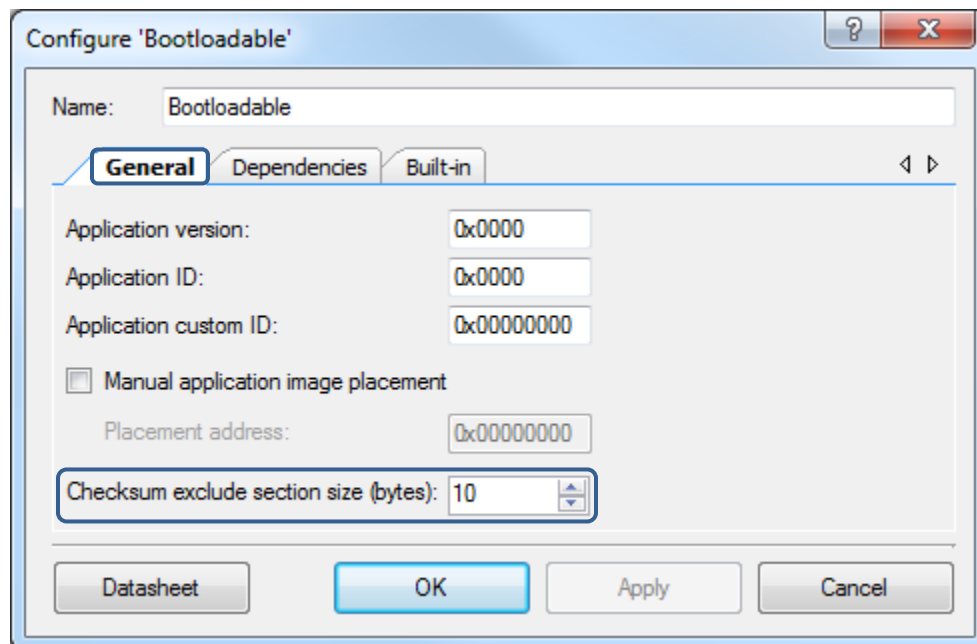 Configure 'Bootloadable'
?
Name: Bootloadable
General Dependencies Built-in
Application version: 0x0000
Application ID: 0x0000
Application custom ID: 0x00000000
Manual application image placement
Placement address: 0x00000000
Checksum exclude section size (bytes): 10
Datasheet OK Apply Cancel